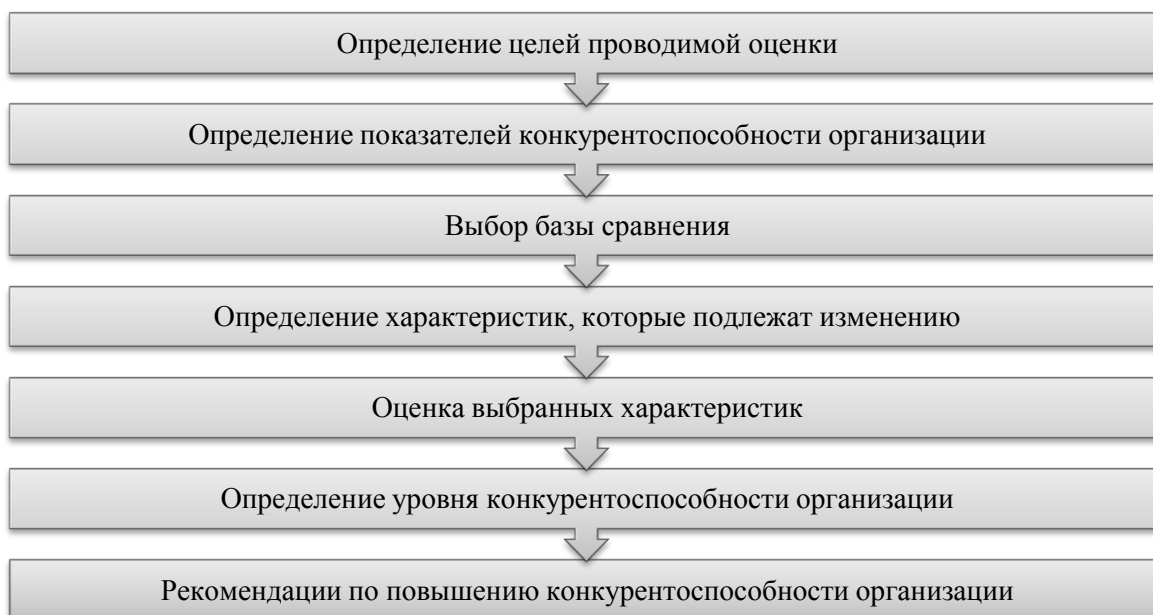 Определение целей проводимой оценки
Определение показателей конкурентоспособности организации
Выбор базы сравнения
Определение характеристик, которые подлежат изменению
Оценка выбранных характеристик
Определение уровня конкурентоспособности организации
Рекомендации по повышению конкурентоспособности организации